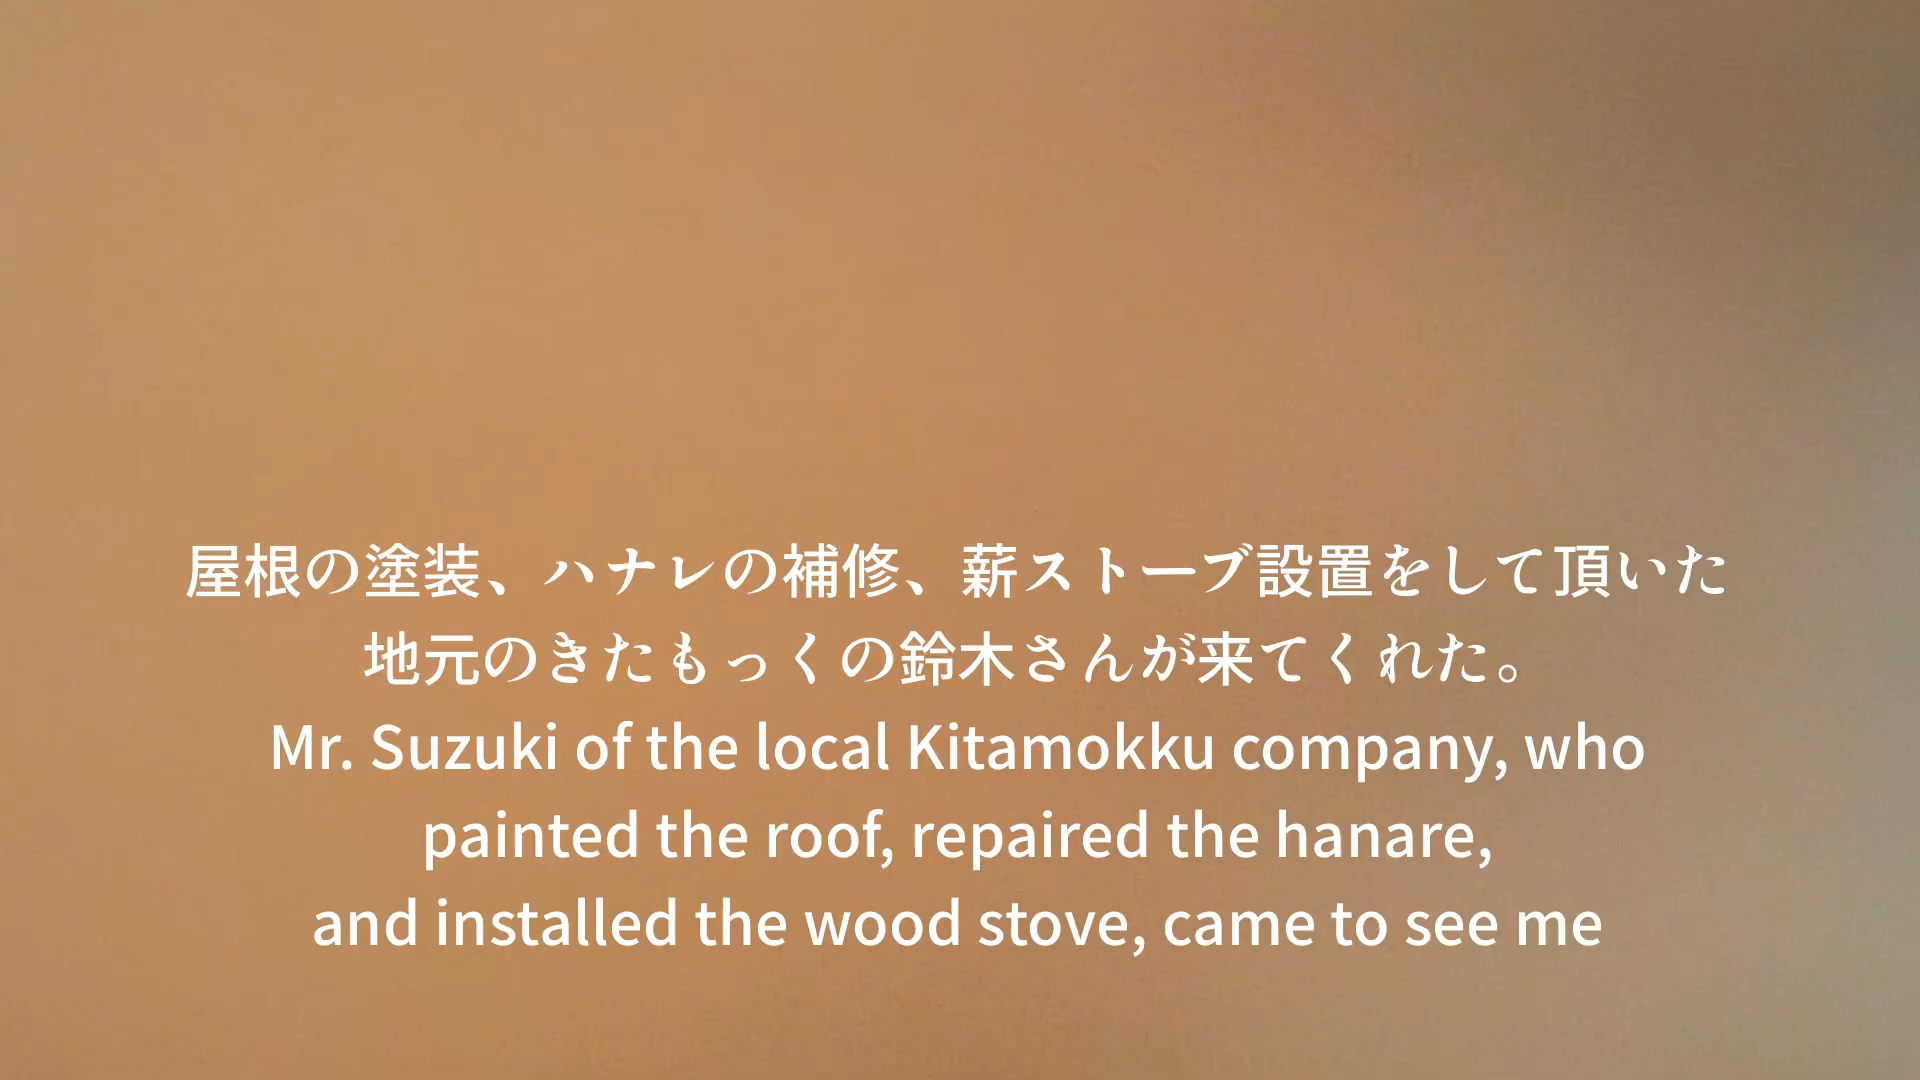 屋根の塗装、ハナレの補修、薪ストーブ設置をして頂いた
地元のきたもっくの鈴木さんが来てくれた。
Mr. Suzuki of the local Kitamokku company, who
painted the roof, repaired the hanare,
and installed the wood stove, came to see me